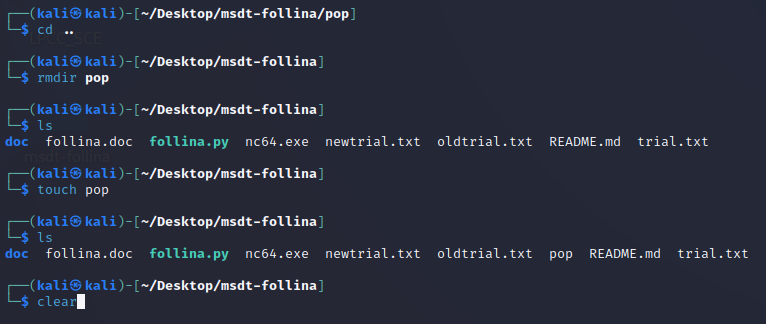 ┌──(kali㉿kali)-[~/Desktop/msdt-follina/pop]
└─$ cd ..
┌──(kali㉿kali)-[~/Desktop/msdt-follina]
└─$ rmdir pop
┌──(kali㉿kali)-[~/Desktop/msdt-follina]
└─$ ls
doc follina.doc follina.py nc64.exe newtrial.txt oldtrial.txt README.md trial.txt
msdt-follina
┌──(kali㉿kali)-[~/Desktop/msdt-follina]
└─$ touch pop
┌──(kali㉿kali)-[~/Desktop/msdt-follina]
└─$ ls
doc follina.doc follina.py nc64.exe newtrial.txt oldtrial.txt pop README.md trial.txt
┌──(kali㉿kali)-[~/Desktop/msdt-follina]
└─$ clear